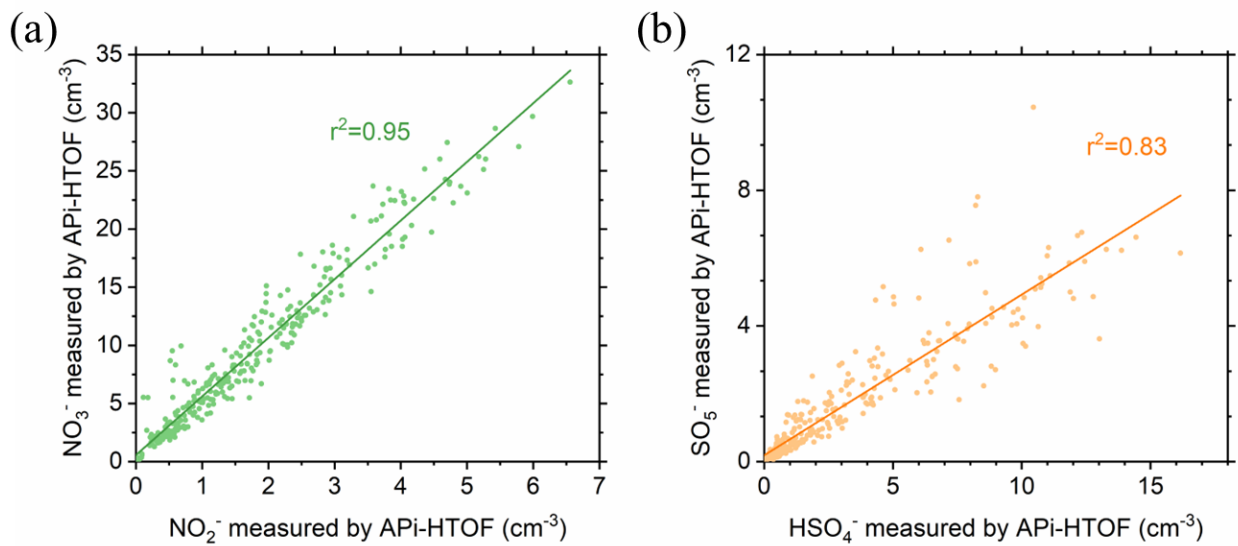 (a)
35
30
25
20
15
10
5
0
NO₃⁻ measured by APi-HTOF (cm⁻³)
r²=0.95
0 1 2 3 4 5 6 7
NO₂⁻ measured by APi-HTOF (cm⁻³)
(b)
12
8
4
0
SO₅⁻ measured by APi-HTOF (cm⁻³)
r²=0.83
0 5 10 15
HSO₄⁻ measured by APi-HTOF (cm⁻³)